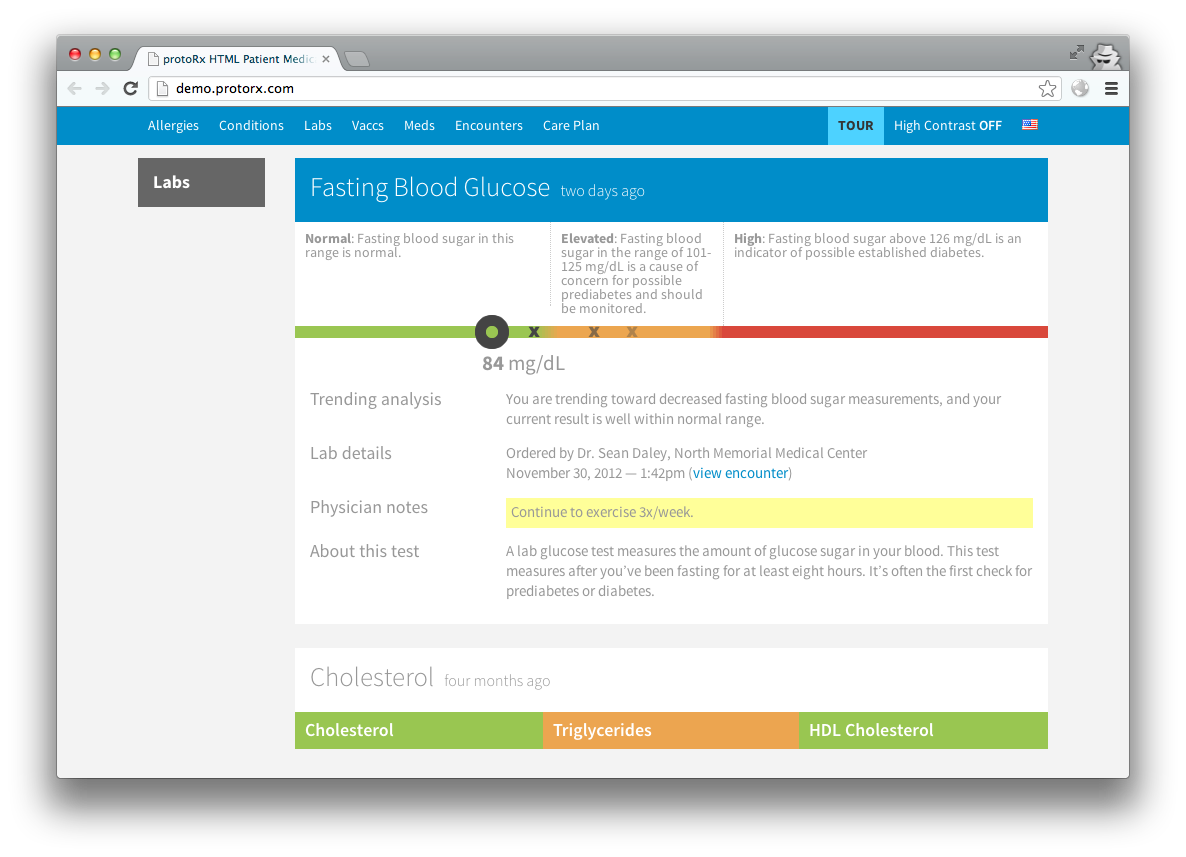 protoRx HTML Patient Medic
demo.protorx.com
Allergies Conditions Labs Vaccs Meds Encounters Care Plan TOUR High Contrast OFF
Labs
Fasting Blood Glucose two days ago
Normal: Fasting blood sugar in this
range is normal.
Elevated: Fasting blood
sugar in the range of 101-
125 mg/dL is a cause of
concern for possible
prediabetes and should
be monitored.
High: Fasting blood sugar above 126 mg/dL is an
indicator of possible established diabetes.
x x x
84 mg/dL
Trending analysis
You are trending toward decreased fasting blood sugar measurements, and your
current result is well within normal range.
Lab details
Ordered by Dr. Sean Daley, North Memorial Medical Center
November 30, 2012 — 1:42pm (view encounter)
Physician notes
Continue to exercise 3x/week.
About this test
A lab glucose test measures the amount of glucose sugar in your blood. This test
measures after you’ve been fasting for at least eight hours. It’s often the first check for
prediabetes or diabetes.
Cholesterol four months ago
Cholesterol Triglycerides HDL Cholesterol